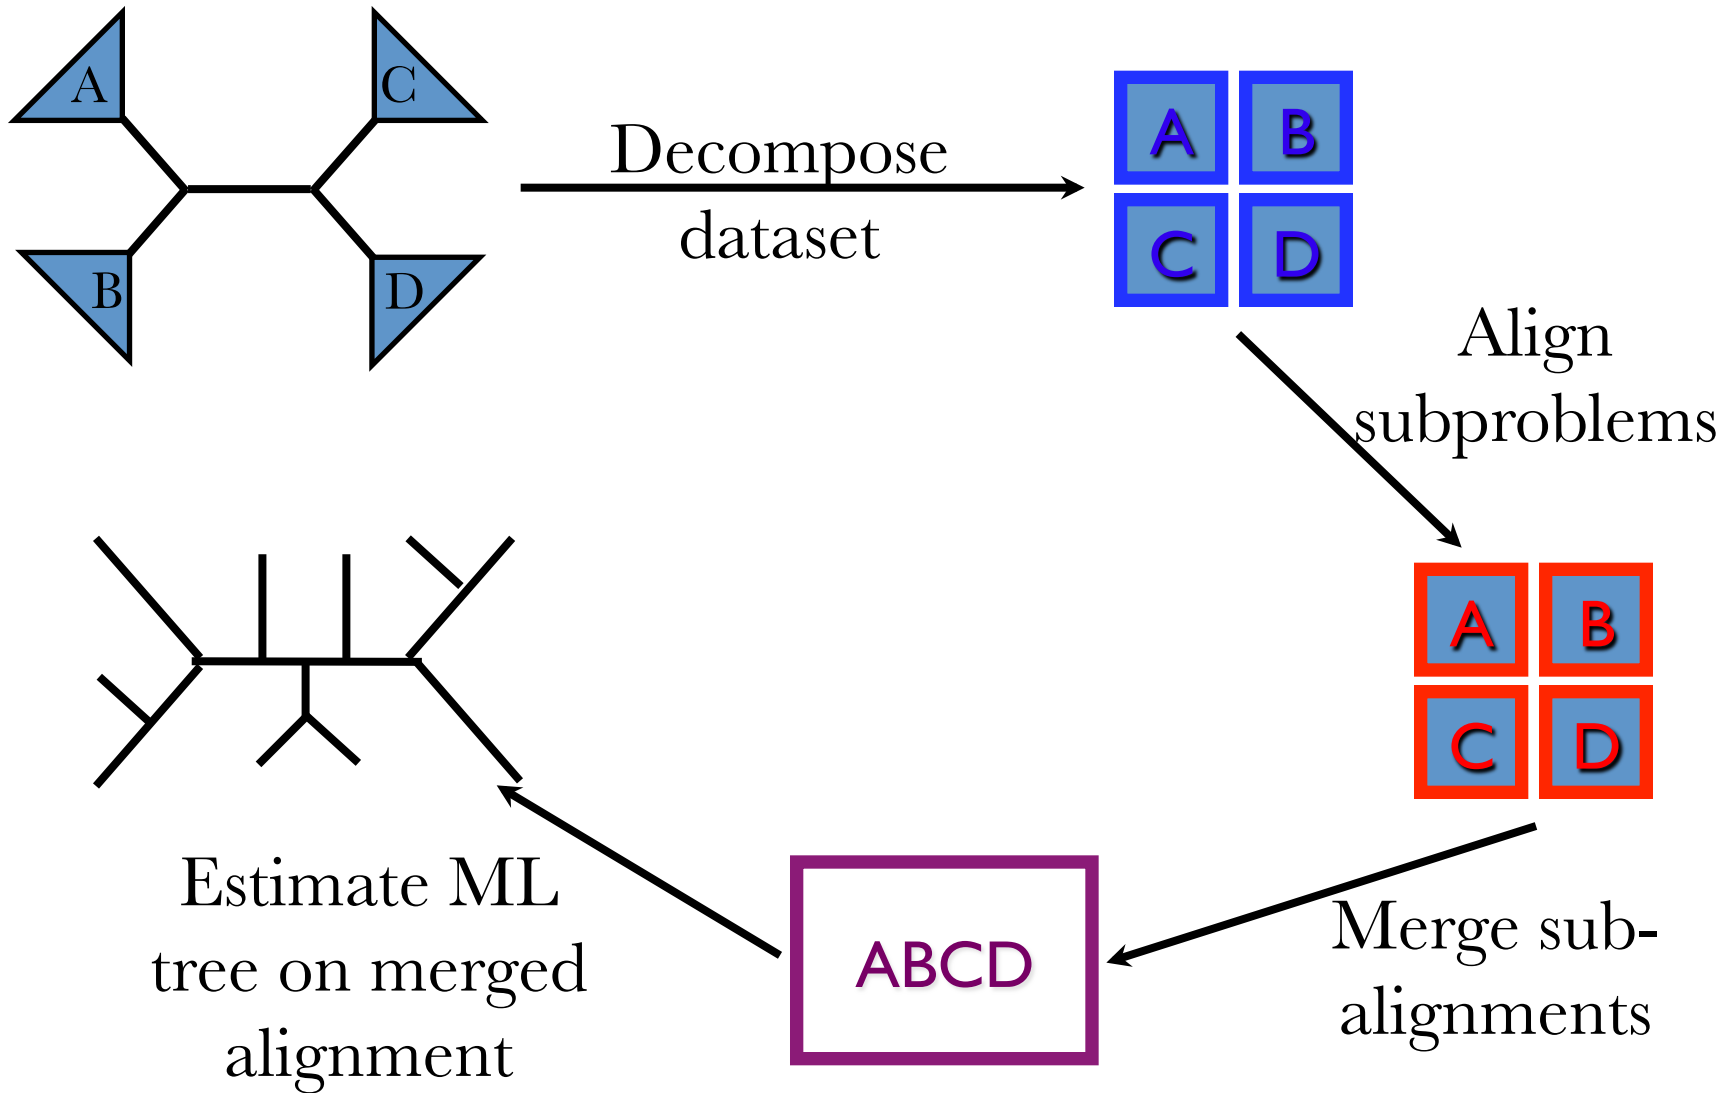 A
C
B
D
Decompose
dataset
A B
C D
Align
subproblems
A B
C D
Merge sub-
alignments
ABCD
Estimate ML
tree on merged
alignment